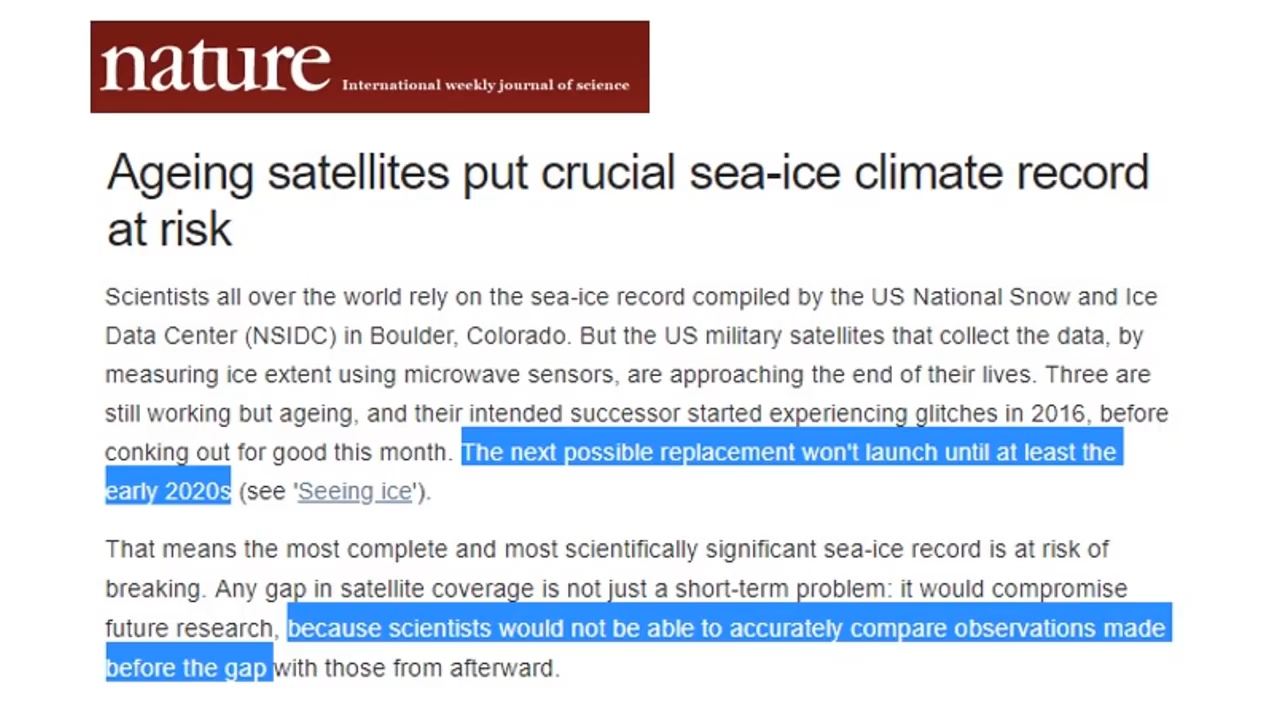 nature International weekly journal of science
Ageing satellites put crucial sea-ice climate record
at risk
Scientists all over the world rely on the sea-ice record compiled by the US National Snow and Ice
Data Center (NSIDC) in Boulder, Colorado. But the US military satellites that collect the data, by
measuring ice extent using microwave sensors, are approaching the end of their lives. Three are
still working but ageing, and their intended successor started experiencing glitches in 2016, before
conking out for good this month. The next possible replacement won't launch until at least the
early 2020s (see 'Seeing ice').
That means the most complete and most scientifically significant sea-ice record is at risk of
breaking. Any gap in satellite coverage is not just a short-term problem: it would compromise
future research, because scientists would not be able to accurately compare observations made
before the gap with those from afterward.